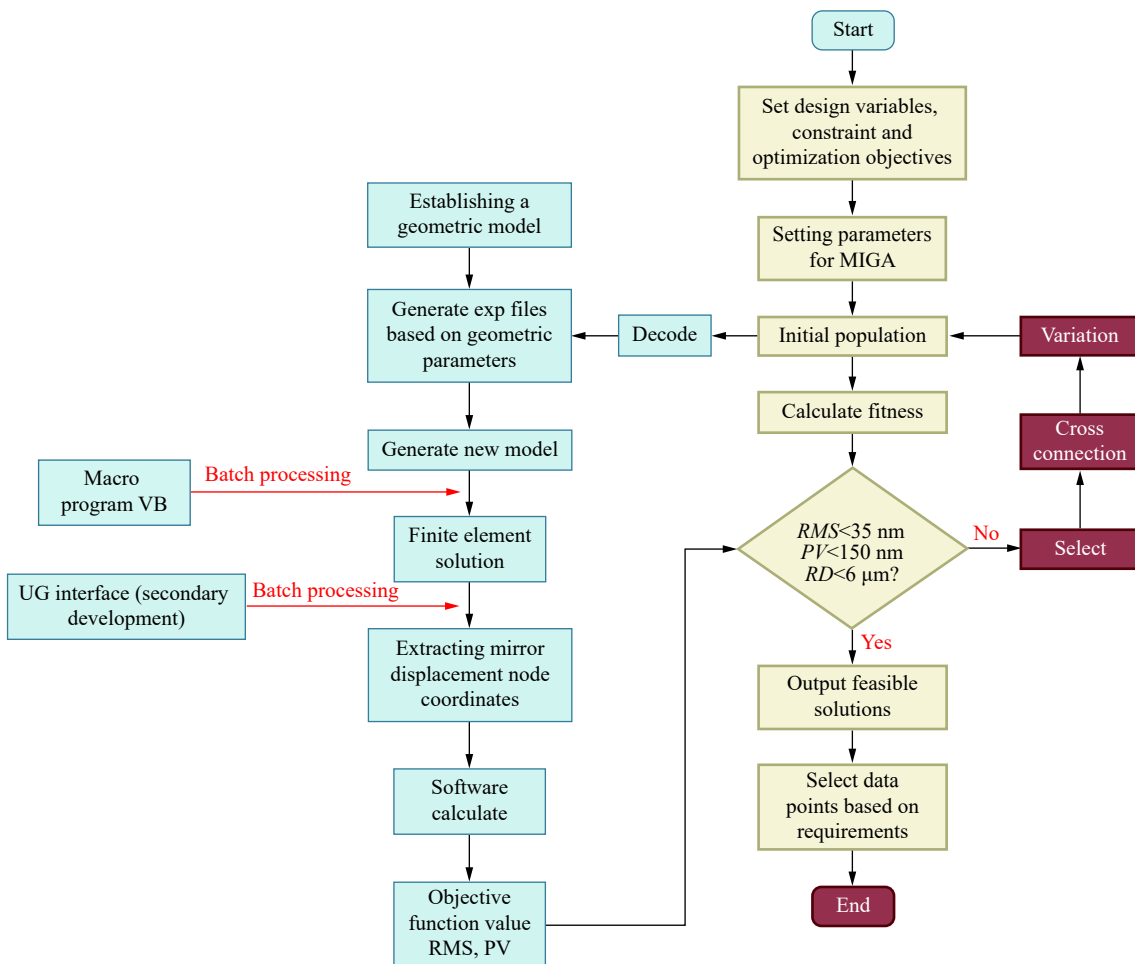 Start
Set design variables,
constraint and
optimization objectives
Establishing a
geometric model
Setting parameters
for MIGA
Generate exp files
based on geometric
parameters
Decode
Initial population
Variation
Calculate fitness
Cross
connection
Generate new model
Macro
program VB
Batch processing
Finite element
solution
RMS<35 nm
PV<150 nm
RD<6 μm?
No
Select
UG interface (secondary
development)
Batch processing
Yes
Extracting mirror
displacement node
coordinates
Output feasible
solutions
Software
calculate
Select data
points based on
requirements
Objective
function value
RMS, PV
End